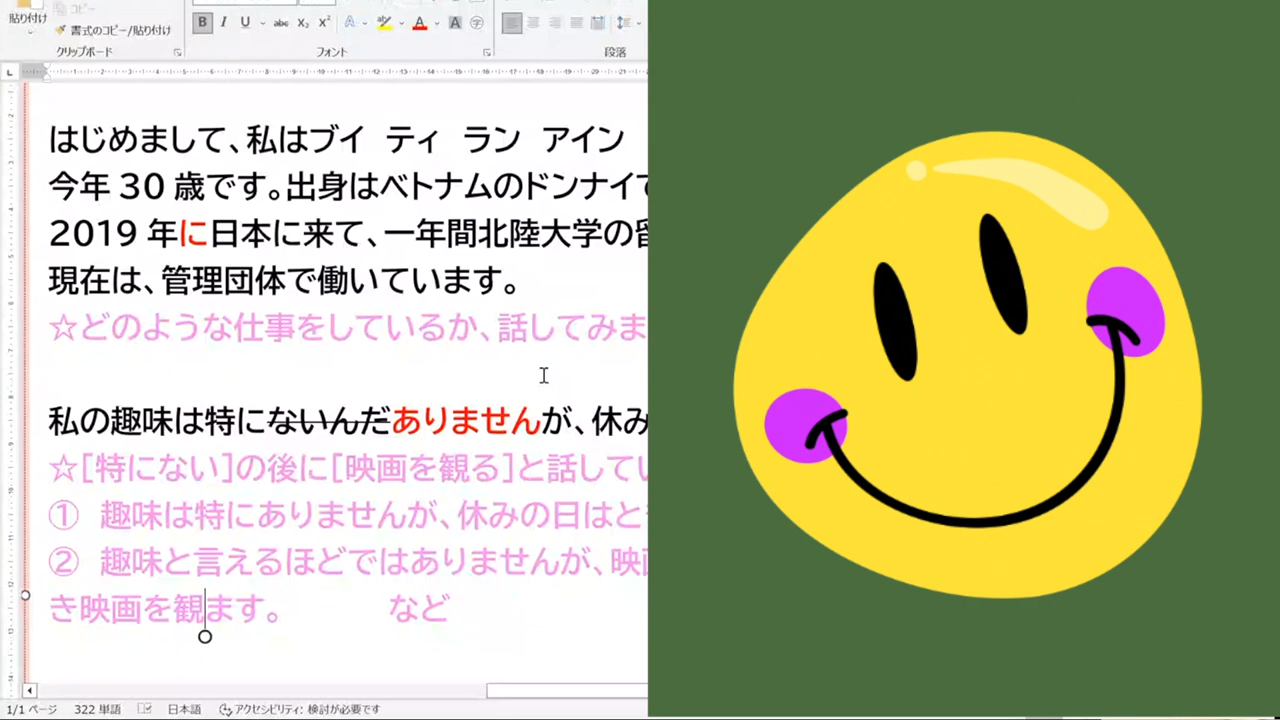 貼り付け
コピー
書式のコピー/貼り付け
クリップボード
B I U abc X₂ X² A A A 字
フォント
段落
はじめまして、私はブイ ティ ラン アイン
今年 30 歳です。出身はベトナムのドンナイで
2019 年に日本に来て、一年間北陸大学の留
現在は、管理団体で働いています。
☆どのような仕事をしているか、話してみま
私の趣味は特にないんだありませんが、休み
☆[特にない]の後に[映画を観る]と話してい
① 趣味は特にありませんが、休みの日はと
② 趣味と言えるほどではありませんが、映画
き映画を観ます。 など
1/1 ページ 322 単語 日本語 アクセシビリティ: 検討が必要です